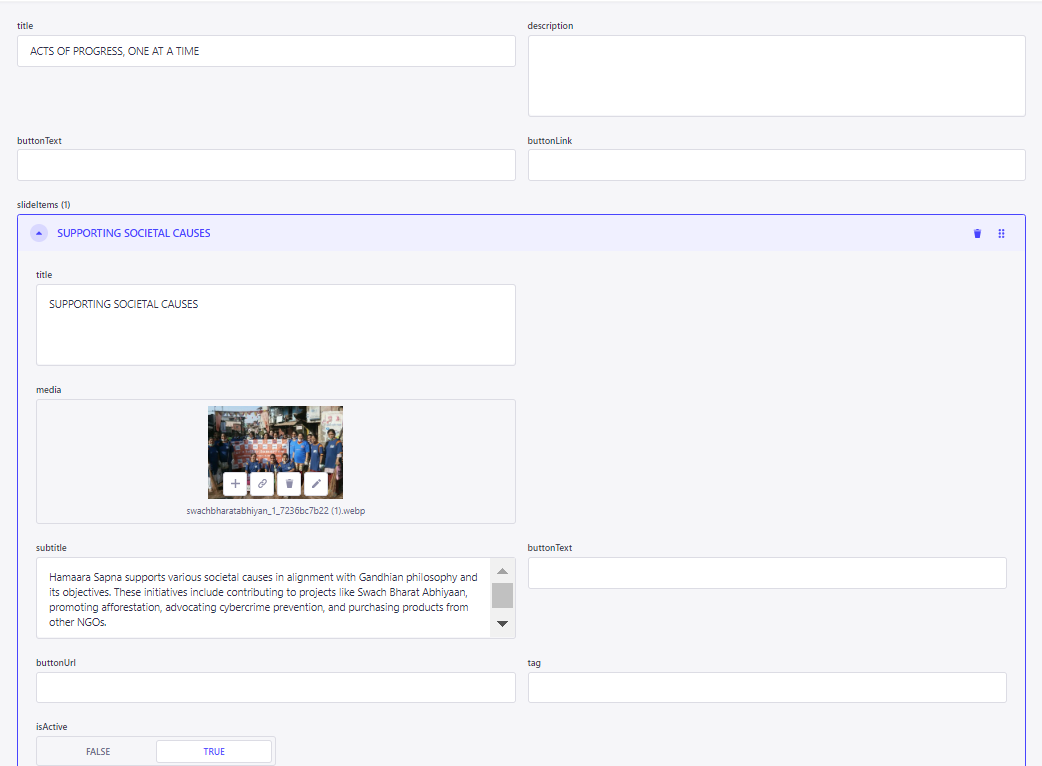 title
description
ACTS OF PROGRESS, ONE AT A TIME
buttonText
buttonLink
slideItems (1)
SUPPORTING SOCIETAL CAUSES
title
SUPPORTING SOCIETAL CAUSES
media
swachbharatabhiyan_1_7236bc7b22 (1).webp
subtitle
buttonText
Hamaara Sapna supports various societal causes in alignment with Gandhian philosophy and
its objectives. These initiatives include contributing to projects like Swach Bharat Abhiyaan,
promoting afforestation, advocating cybercrime prevention, and purchasing products from
other NGOs.
buttonUrl
tag
isActive
FALSE
TRUE